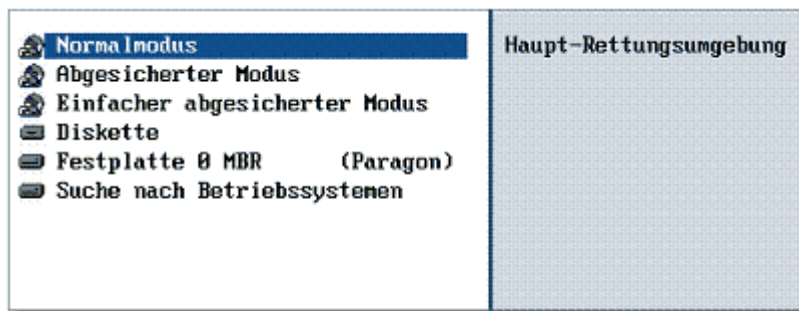 Normalmodus
Abgesicherter Modus
Einfacher abgesicherter Modus
Diskette
Festplatte 0 MBR (Paragon)
Suche nach Betriebssystemen
Haupt-Rettungsumgebung